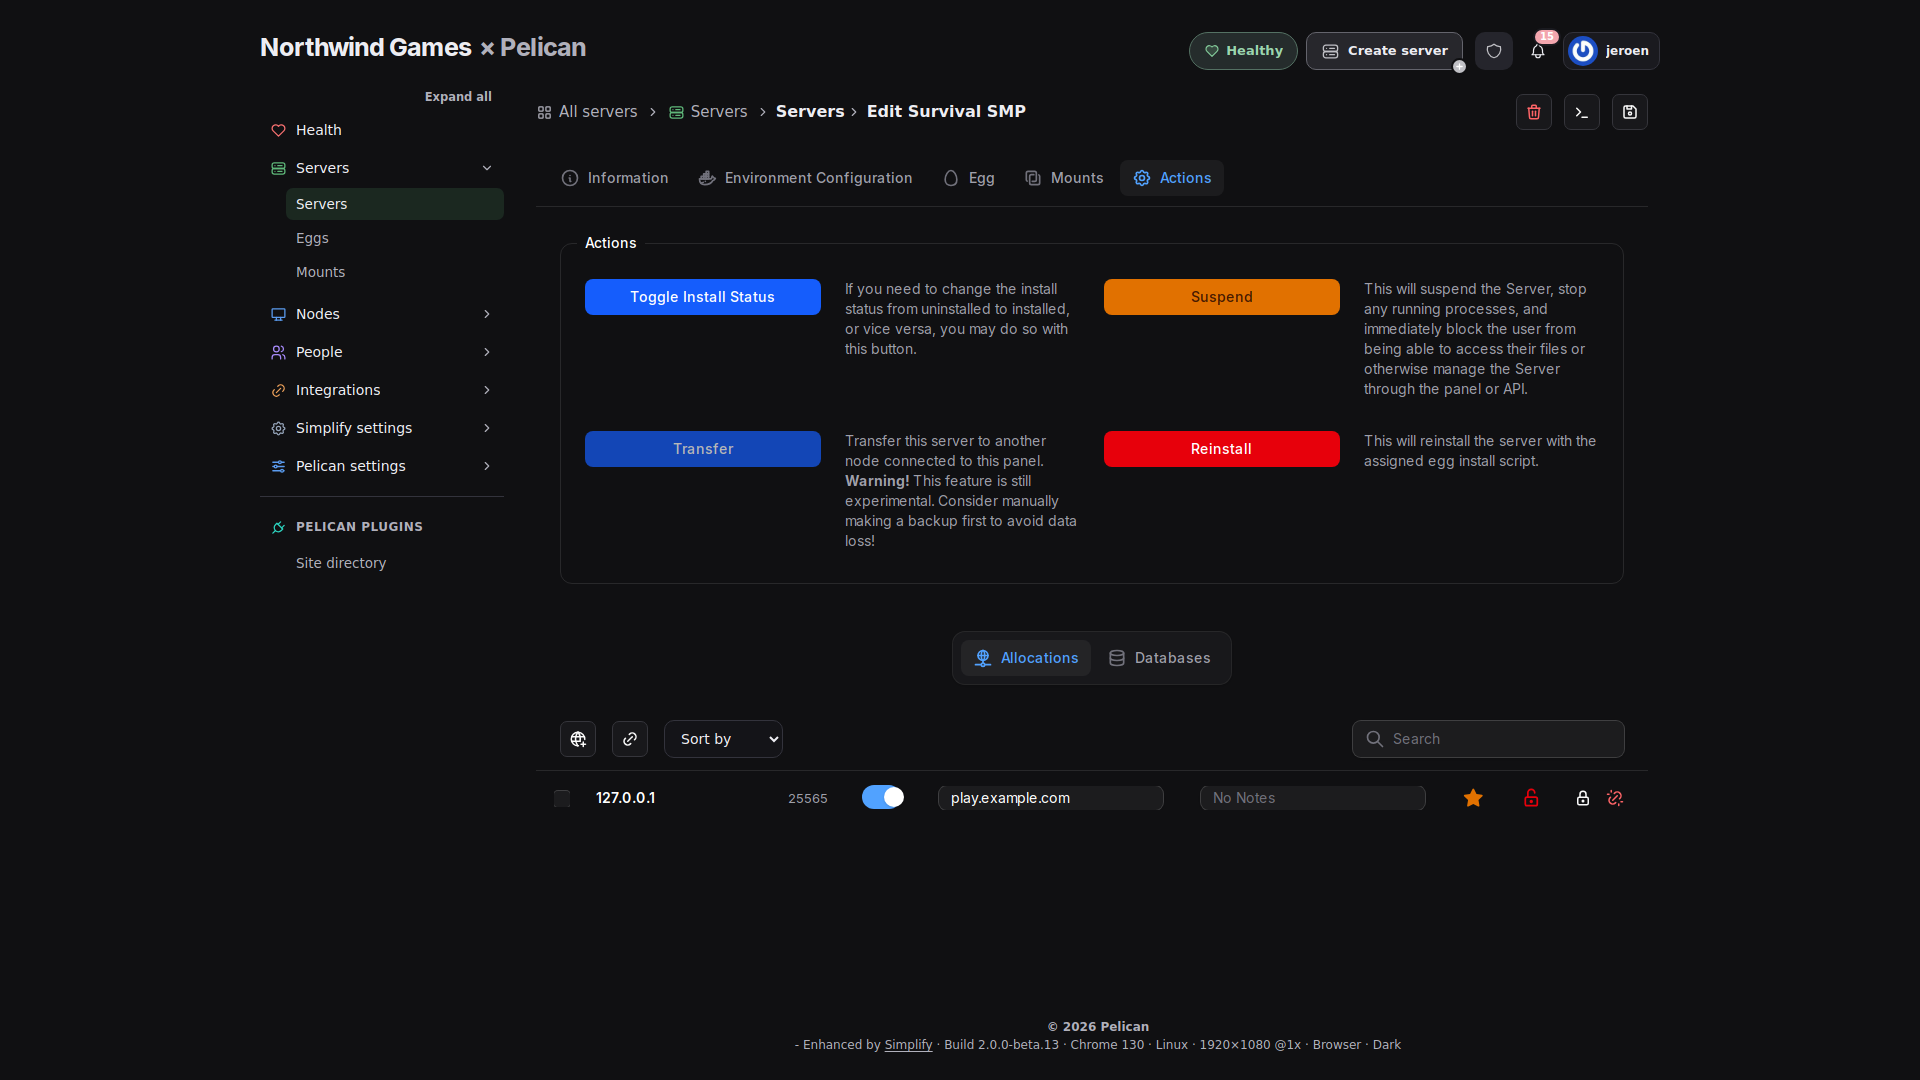 Northwind Games × Pelican
Healthy
Create server
15
jeroen
Expand all
Health
Servers
Servers
Eggs
Mounts
Nodes
People
Integrations
Simplify settings
Pelican settings
PELICAN PLUGINS
Site directory
All servers > Servers > Servers > Edit Survival SMP
Information
Environment Configuration
Egg
Mounts
Actions
Actions
Toggle Install Status
If you need to change the install
status from uninstalled to installed,
or vice versa, you may do so with
this button.
Suspend
This will suspend the Server, stop
any running processes, and
immediately block the user from
being able to access their files or
otherwise manage the Server
through the panel or API.
Transfer
Transfer this server to another
node connected to this panel.
Warning! This feature is still
experimental. Consider manually
making a backup first to avoid data
loss!
Reinstall
This will reinstall the server with the
assigned egg install script.
Allocations
Databases
Sort by
Search
127.0.0.1
25565
play.example.com
No Notes
© 2026 Pelican
- Enhanced by Simplify · Build 2.0.0-beta.13 · Chrome 130 · Linux · 1920×1080 @1x · Browser · Dark